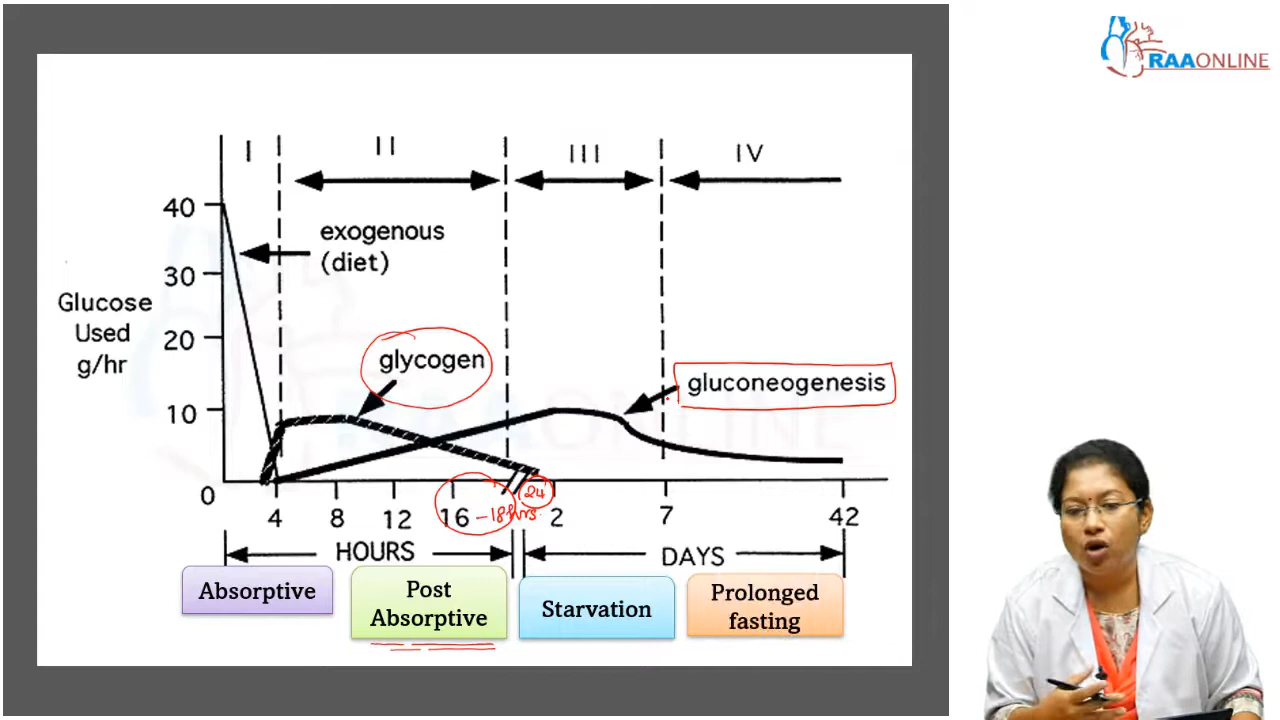 RAAONLINE
I
II
III
IV
40
30
20
10
0
Glucose
Used
g/hr
exogenous
(diet)
glycogen
gluconeogenesis
24
4
8
12
16
–18hrs.
2
7
42
HOURS
DAYS
Absorptive
Post
Absorptive
Starvation
Prolonged
fasting
RAAONLINE